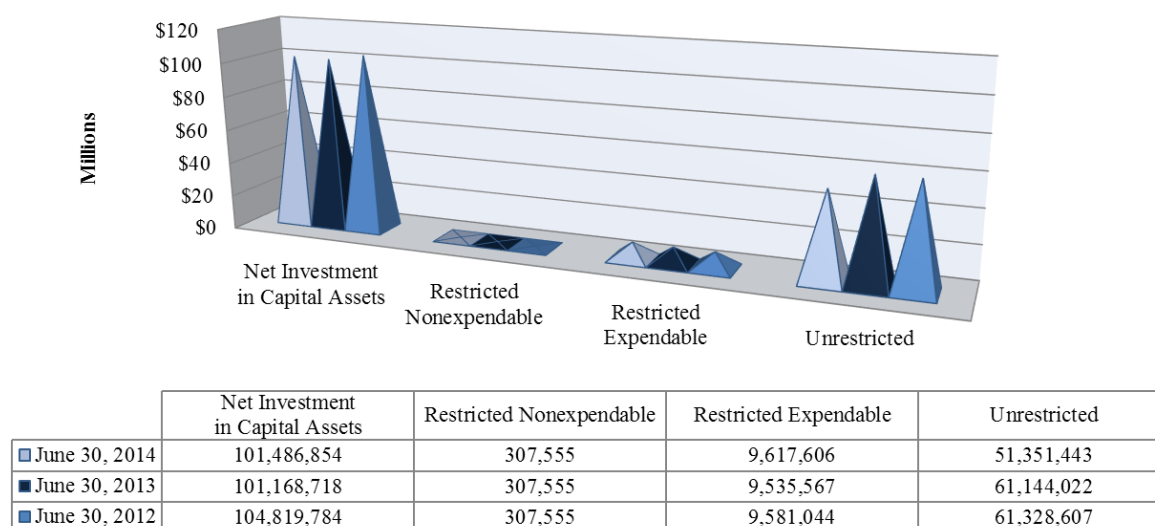 $120
$100
$80
$60
$40
$20
$0
Millions
Net Investment
in Capital Assets
Restricted
Nonexpendable
Restricted
Expendable
Unrestricted
Net Investment
in Capital Assets Restricted Nonexpendable Restricted Expendable Unrestricted
June 30, 2014 101,486,854 307,555 9,617,606 51,351,443
June 30, 2013 101,168,718 307,555 9,535,567 61,144,022
June 30, 2012 104,819,784 307,555 9,581,044 61,328,607